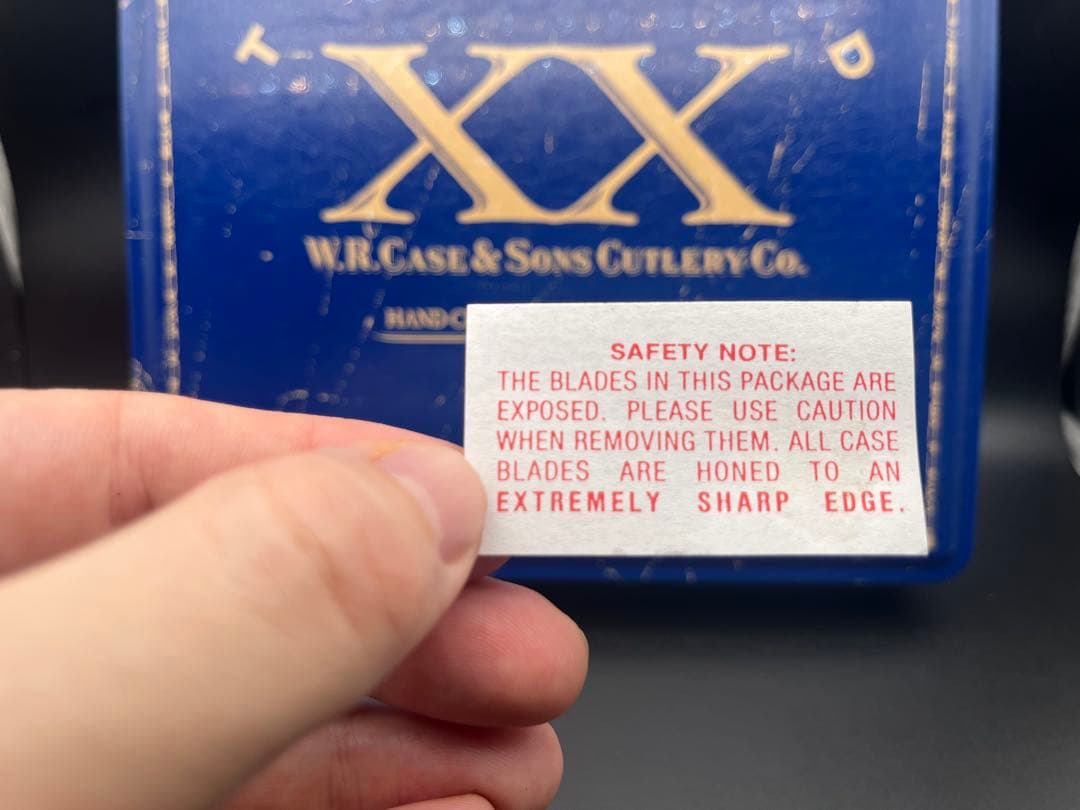 T D
XX
W.R. CASE & SONS CUTLERY CO.
HAND C
SAFETY NOTE:
THE BLADES IN THIS PACKAGE ARE
EXPOSED. PLEASE USE CAUTION
WHEN REMOVING THEM. ALL CASE
BLADES ARE HONED TO AN
EXTREMELY SHARP EDGE.